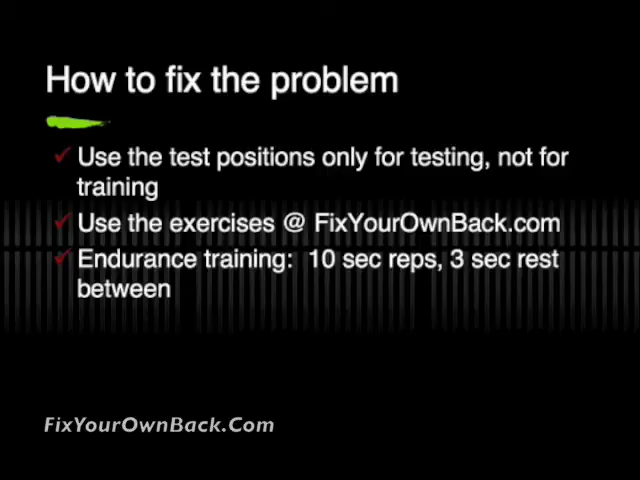 How to fix the problem
Use the test positions only for testing, not for
training
Use the exercises @ FixYourOwnBack.com
Endurance training:  10 sec reps, 3 sec rest
between
FixYourOwnBack.Com